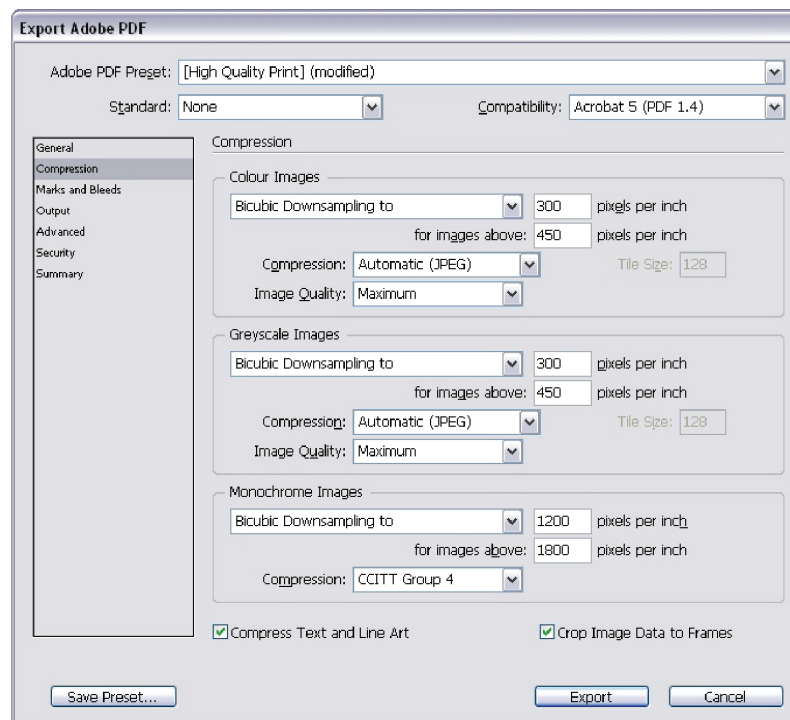 Export Adobe PDF
Adobe PDF Preset: [High Quality Print] (modified)
Standard: None Compatibility: Acrobat 5 (PDF 1.4)
General
Compression
Marks and Bleeds
Output
Advanced
Security
Summary
Compression
Colour Images
Bicubic Downsampling to 300 pixels per inch
for images above: 450 pixels per inch
Compression: Automatic (JPEG) Tile Size: 128
Image Quality: Maximum
Greyscale Images
Bicubic Downsampling to 300 pixels per inch
for images above: 450 pixels per inch
Compression: Automatic (JPEG) Tile Size: 128
Image Quality: Maximum
Monochrome Images
Bicubic Downsampling to 1200 pixels per inch
for images above: 1800 pixels per inch
Compression: CCITT Group 4
Compress Text and Line Art Crop Image Data to Frames
Save Preset... Export Cancel